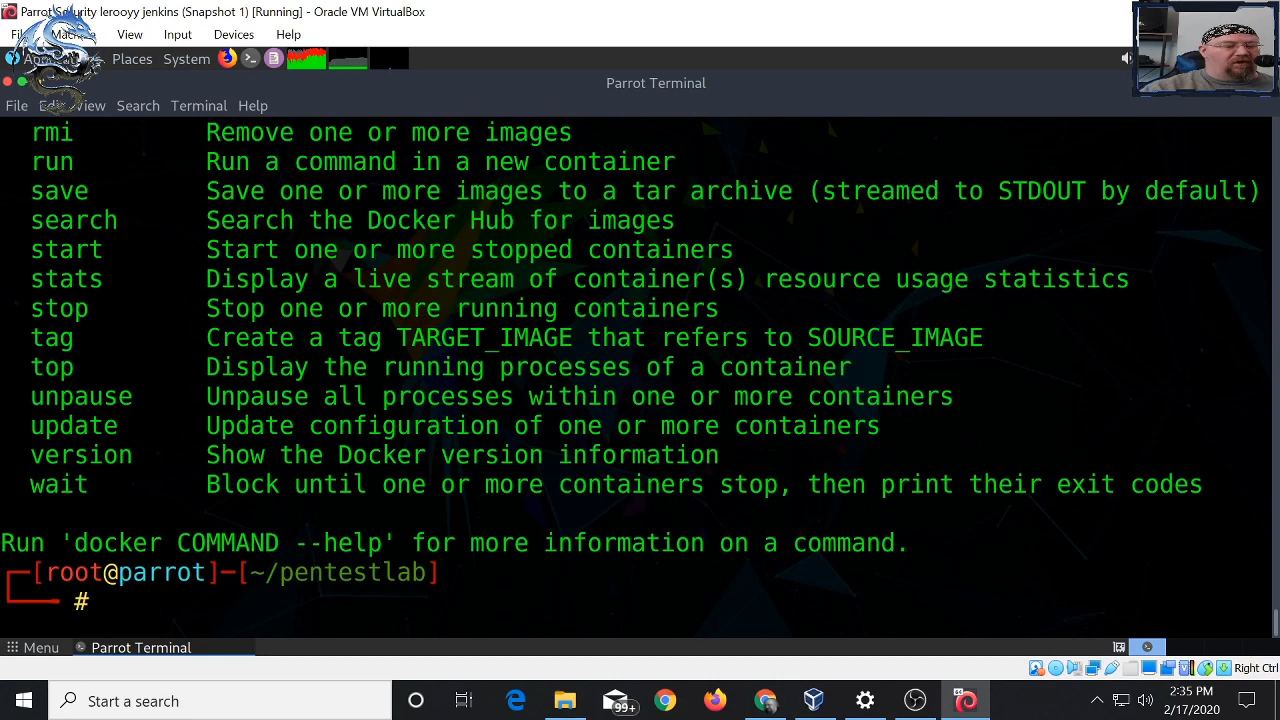 Parrot Security lerooyy jenkins (Snapshot 1) [Running] - Oracle VM VirtualBox
View Input Devices Help
Places System
Parrot Terminal
File Edit View Search Terminal Help
rmi Remove one or more images
run Run a command in a new container
save Save one or more images to a tar archive (streamed to STDOUT by default)
search Search the Docker Hub for images
start Start one or more stopped containers
stats Display a live stream of container(s) resource usage statistics
stop Stop one or more running containers
tag Create a tag TARGET_IMAGE that refers to SOURCE_IMAGE
top Display the running processes of a container
unpause Unpause all processes within one or more containers
update Update configuration of one or more containers
version Show the Docker version information
wait Block until one or more containers stop, then print their exit codes
Run 'docker COMMAND --help' for more information on a command.
┌─[root@parrot]─[~/pentestlab]
└──╼ #
Menu Parrot Terminal
Right Ctrl
Start a search
99+
2:35 PM
2/17/2020